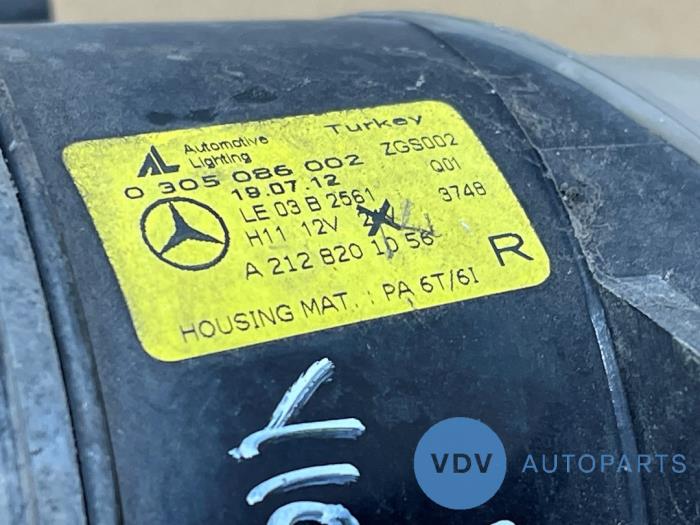 AL Automotive Lighting Turkey
0 305 086 002 ZGS002
19.07.12 Q01
LE 03 B 2561 3748
H11 12V
A 212 820 10 56 R
HOUSING MAT. : PA 6T/6I
VDV AUTOPARTS